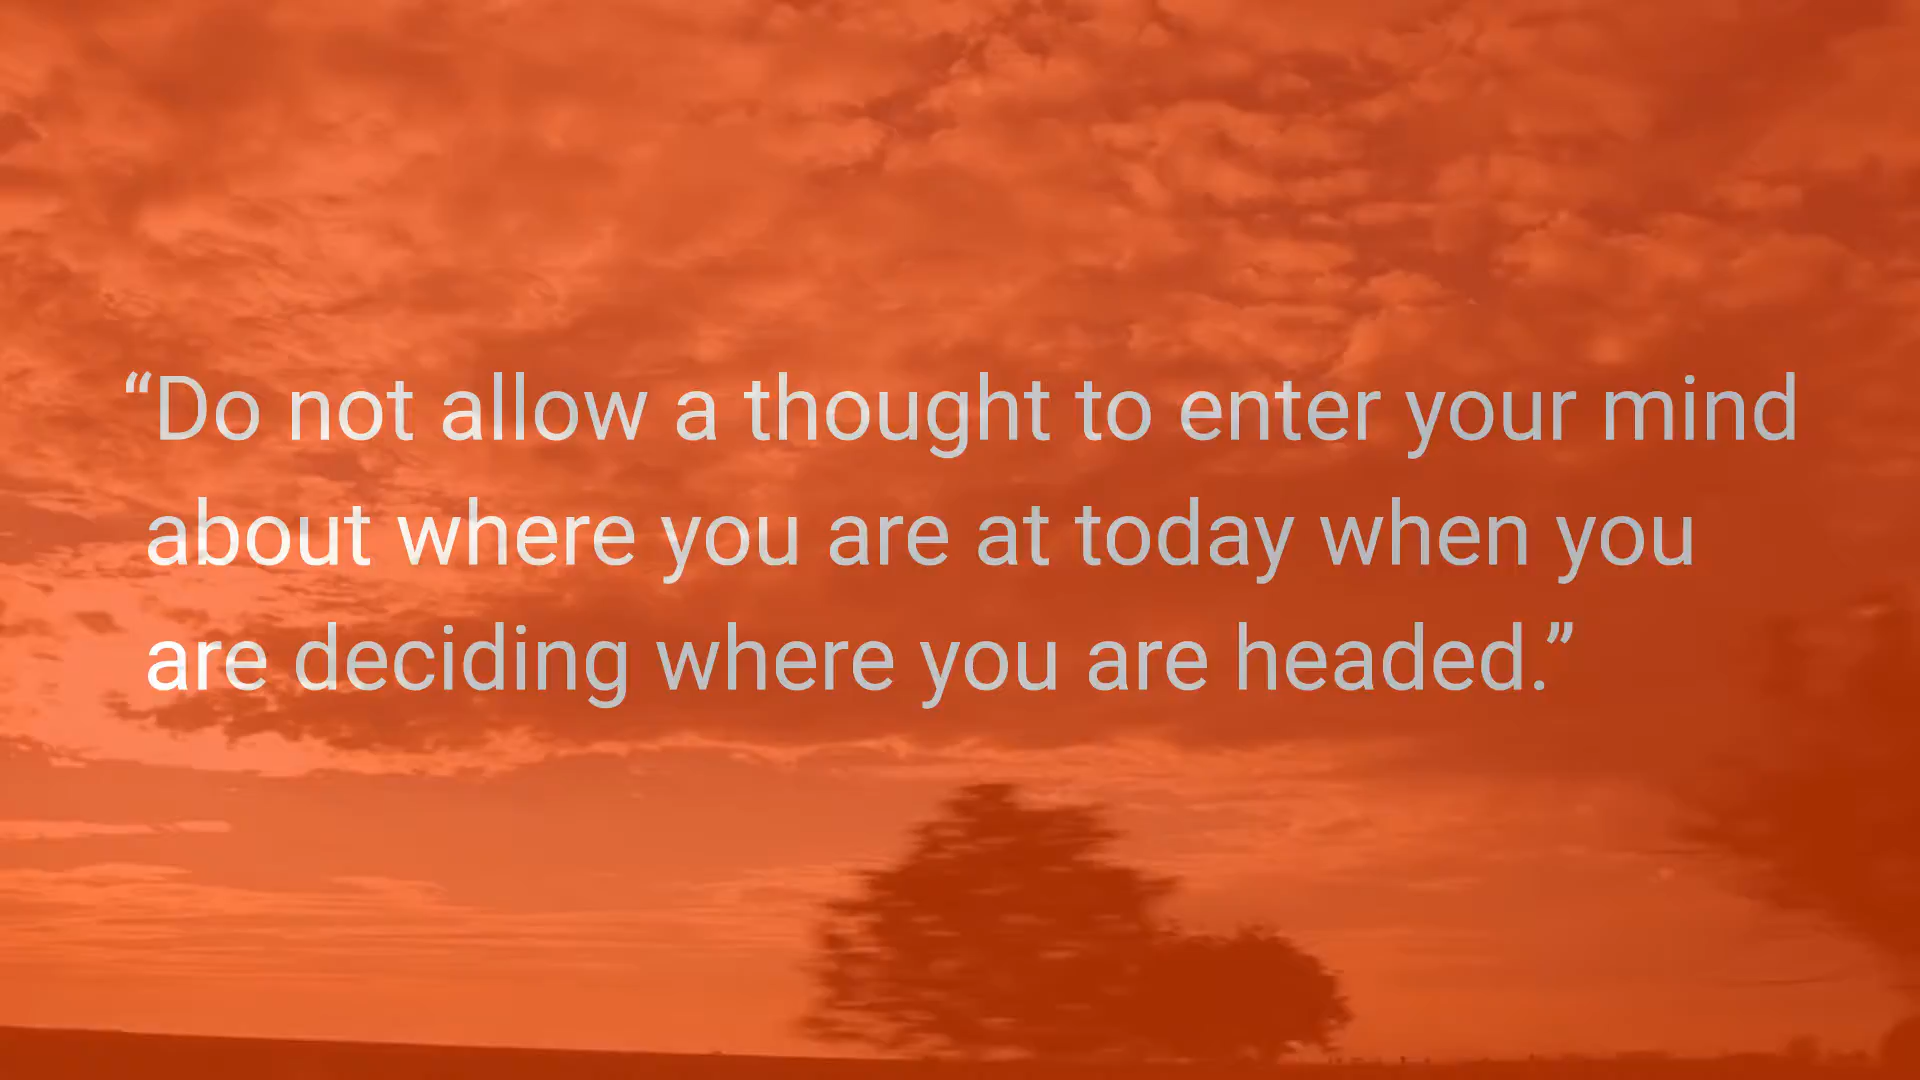 “Do not allow a thought to enter your mind
about where you are at today when you
are deciding where you are headed.”